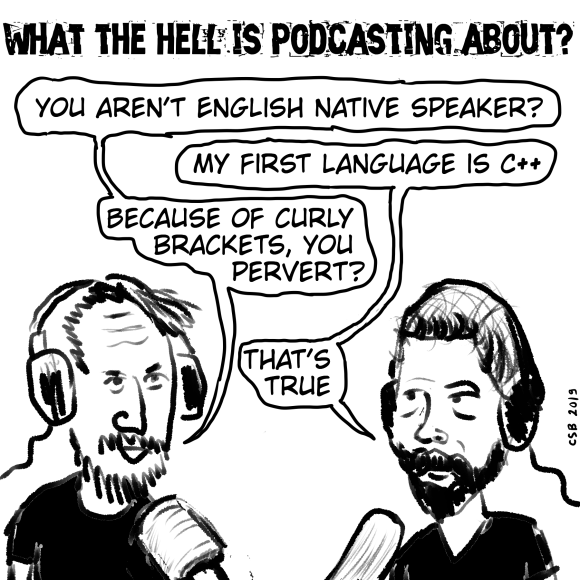 WHAT THE HELL IS PODCASTING ABOUT?
YOU AREN'T ENGLISH NATIVE SPEAKER?
MY FIRST LANGUAGE IS C++
BECAUSE OF CURLY
BRACKETS, YOU
PERVERT?
THAT'S
TRUE
CSB 2019